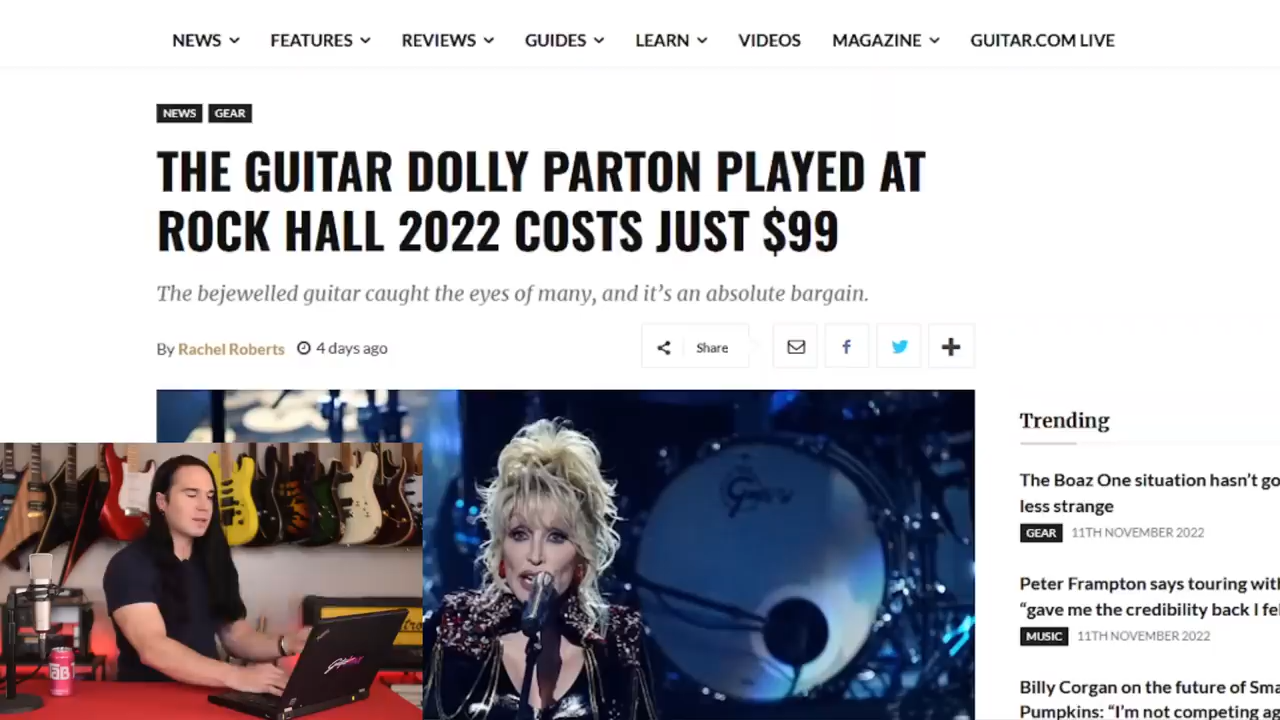 NEWS FEATURES REVIEWS GUIDES LEARN VIDEOS MAGAZINE GUITAR.COM LIVE
NEWS GEAR
THE GUITAR DOLLY PARTON PLAYED AT
ROCK HALL 2022 COSTS JUST $99
The bejewelled guitar caught the eyes of many, and it's an absolute bargain.
By Rachel Roberts 4 days ago
Share
Trending
The Boaz One situation hasn't go
less strange
GEAR 11TH NOVEMBER 2022
Peter Frampton says touring with
"gave me the credibility back I fe
MUSIC 11TH NOVEMBER 2022
Billy Corgan on the future of Sma
Pumpkins: "I'm not competing ag
Gretsch
TAB